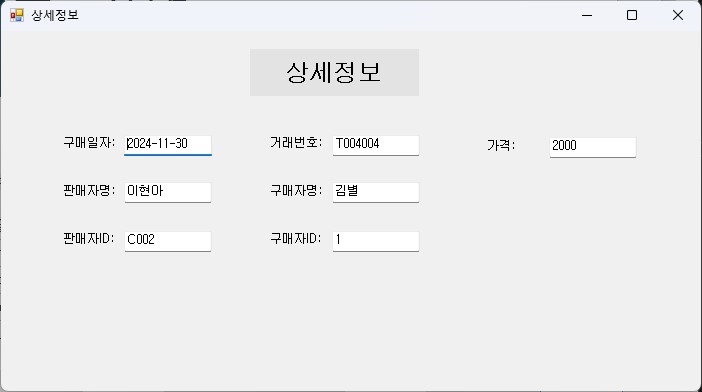 상세정보
상세정보
구매일자: 2024-11-30 거래번호: T004004 가격: 2000
판매자명: 이현아 구매자명: 김별
판매자ID: C002 구매자ID: 1